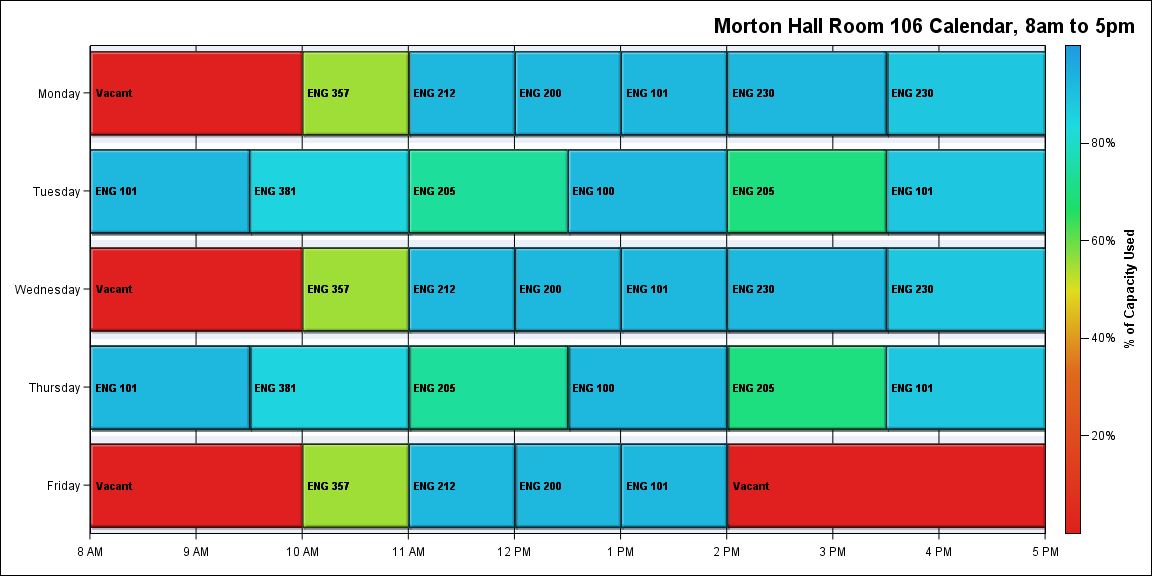 Morton Hall Room 106 Calendar, 8am to 5pm
Monday
Vacant
ENG 357
ENG 212
ENG 200
ENG 101
ENG 230
ENG 230
Tuesday
ENG 101
ENG 381
ENG 205
ENG 100
ENG 205
ENG 101
Wednesday
Vacant
ENG 357
ENG 212
ENG 200
ENG 101
ENG 230
ENG 230
Thursday
ENG 101
ENG 381
ENG 205
ENG 100
ENG 205
ENG 101
Friday
Vacant
ENG 357
ENG 212
ENG 200
ENG 101
Vacant
8 AM
9 AM
10 AM
11 AM
12 PM
1 PM
2 PM
3 PM
4 PM
5 PM
80%
60%
40%
20%
% of Capacity Used